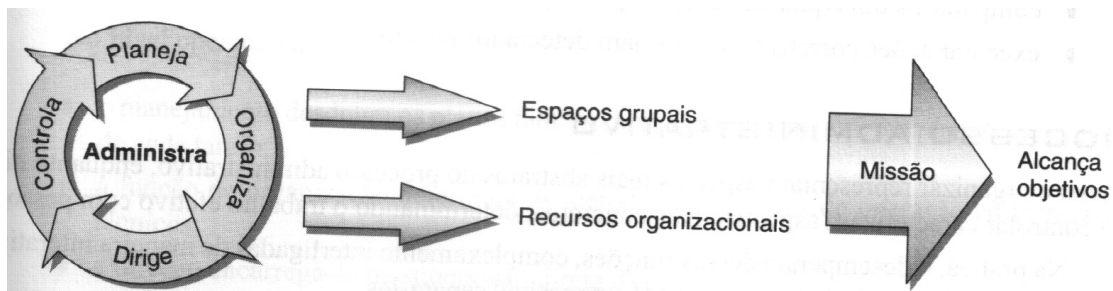 Planeja
Organiza
Dirige
Controla
Administra
Espaços grupais
Recursos organizacionais
Missão
Alcança
objetivos